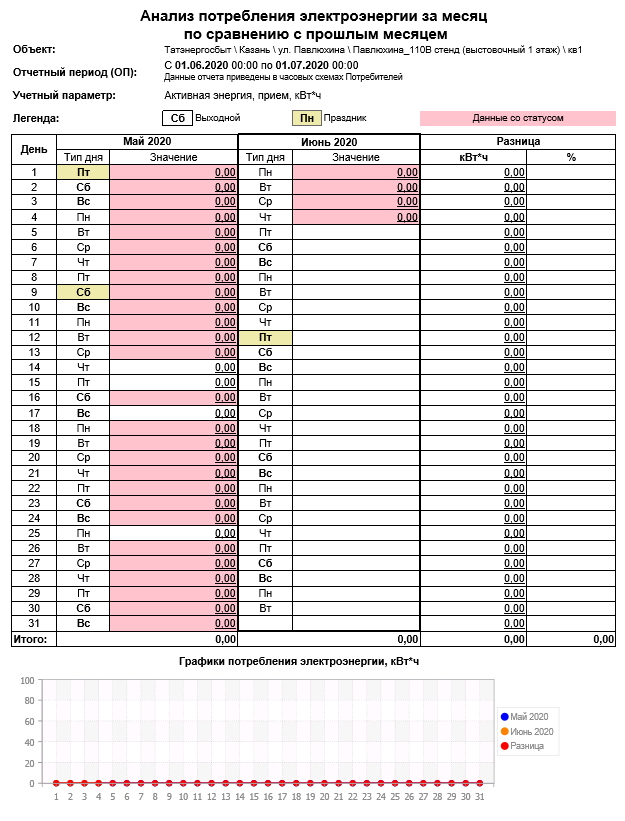 Анализ потребления электроэнергии за месяц
по сравнению с прошлым месяцем
Объект: Татэнергосбыт \ Казань \ ул. Павлюхина \ Павлюхина_110В стенд (выстовочный 1 этаж) \ кв1
Отчетный период (ОП): С 01.06.2020 00:00 по 01.07.2020 00:00
Данные отчета приведены в часовых схемах Потребителей
Учетный параметр: Активная энергия, прием, кВт*ч
Легенда: Сб Выходной Пн Праздник Данные со статусом
День Май 2020 Июнь 2020 Разница
Тип дня Значение Тип дня Значение кВт*ч %
1 Пт 0,00 Пн 0,00 0,00
2 Сб 0,00 Вт 0,00 0,00
3 Вс 0,00 Ср 0,00 0,00
4 Пн 0,00 Чт 0,00 0,00
5 Вт 0,00 Пт 0,00
6 Ср 0,00 Сб 0,00
7 Чт 0,00 Вс 0,00
8 Пт 0,00 Пн 0,00
9 Сб 0,00 Вт 0,00
10 Вс 0,00 Ср 0,00
11 Пн 0,00 Чт 0,00
12 Вт 0,00 Пт 0,00
13 Ср 0,00 Сб 0,00
14 Чт 0,00 Вс 0,00
15 Пт 0,00 Пн 0,00
16 Сб 0,00 Вт 0,00
17 Вс 0,00 Ср 0,00
18 Пн 0,00 Чт 0,00
19 Вт 0,00 Пт 0,00
20 Ср 0,00 Сб 0,00
21 Чт 0,00 Вс 0,00
22 Пт 0,00 Пн 0,00
23 Сб 0,00 Вт 0,00
24 Вс 0,00 Ср 0,00
25 Пн 0,00 Чт 0,00
26 Вт 0,00 Пт 0,00
27 Ср 0,00 Сб 0,00
28 Чт 0,00 Вс 0,00
29 Пт 0,00 Пн 0,00
30 Сб 0,00 Вт 0,00
31 Вс 0,00 0,00
Итого: 0,00 0,00 0,00 0,00
Графики потребления электроэнергии, кВт*ч
100
80
60
40
20
0
1 2 3 4 5 6 7 8 9 10 11 12 13 14 15 16 17 18 19 20 21 22 23 24 25 26 27 28 29 30 31
Май 2020
Июнь 2020
Разница